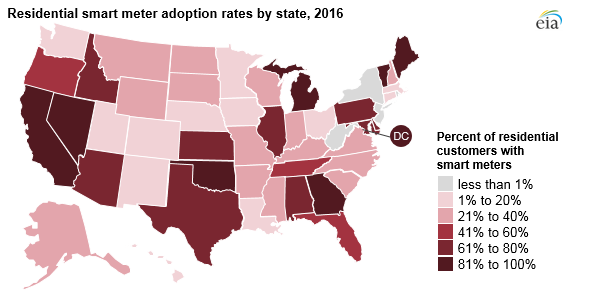 Residential smart meter adoption rates by state, 2016
eia
DC
Percent of residential
customers with
smart meters
less than 1%
1% to 20%
21% to 40%
41% to 60%
61% to 80%
81% to 100%